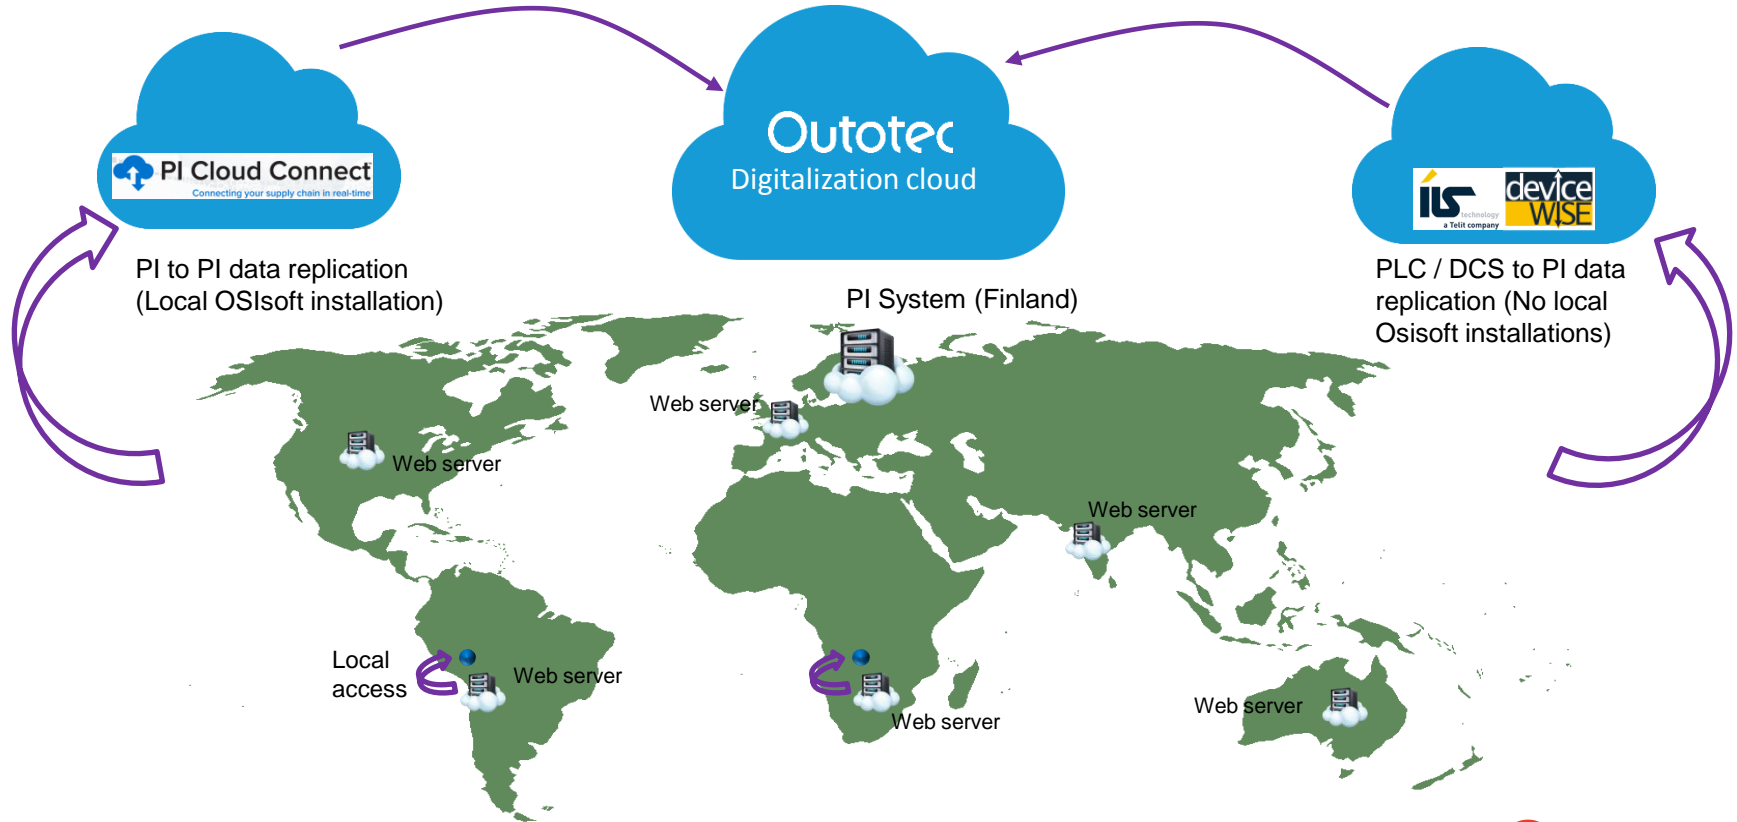 Outotec
Digitalization cloud
PI Cloud Connect
Connecting your supply chain in real-time
ils
technology
a Telit company
device
WISE
PI to PI data replication
(Local OSIsoft installation)
PI System (Finland)
PLC / DCS to PI data
replication (No local
Osisoft installations)
Web server
Web server
Web server
Local
access
Web server
Web server
Web server